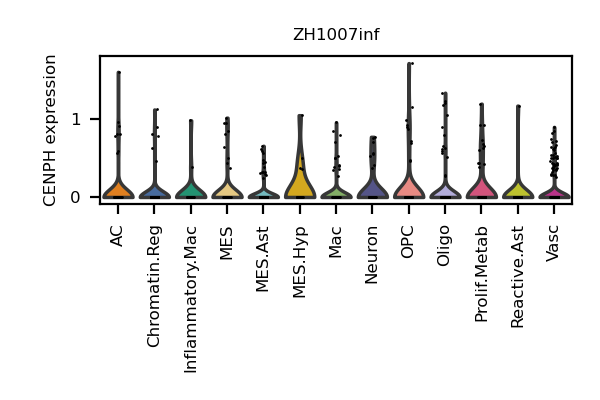 ZH1007inf
CENPH expression
1
0
AC
Chromatin.Reg
Inflammatory.Mac
MES
MES.Ast
MES.Hyp
Mac
Neuron
OPC
Oligo
Prolif.Metab
Reactive.Ast
Vasc